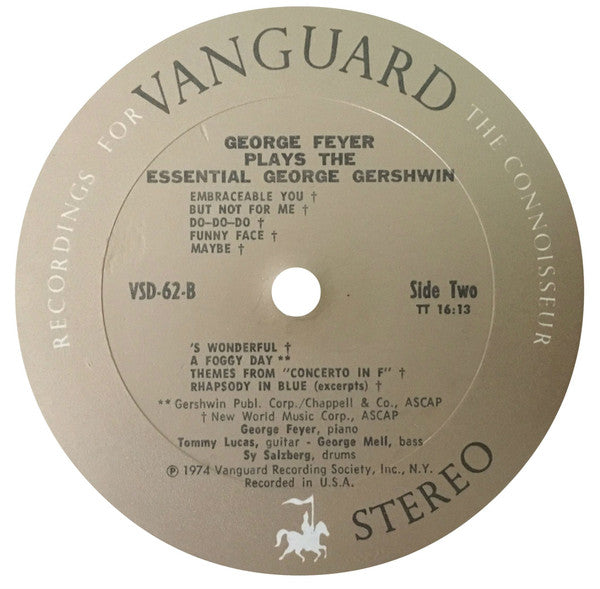 RECORDINGS FOR VANGUARD THE CONNOISSEUR
GEORGE FEYER
PLAYS THE
ESSENTIAL GEORGE GERSHWIN
EMBRACEABLE YOU †
BUT NOT FOR ME †
DO–DO–DO †
FUNNY FACE †
MAYBE †
VSD-62-B
Side Two
TT 16:13
'S WONDERFUL †
A FOGGY DAY **
THEMES FROM "CONCERTO IN F" †
RHAPSODY IN BLUE (excerpts) †
** Gershwin Publ. Corp./Chappell & Co., ASCAP
† New World Music Corp., ASCAP
George Feyer, piano
Tommy Lucas, guitar - George Mell, bass
Sy Salzberg, drums
℗ 1974 Vanguard Recording Society, Inc., N.Y.
Recorded in U.S.A.
STEREO